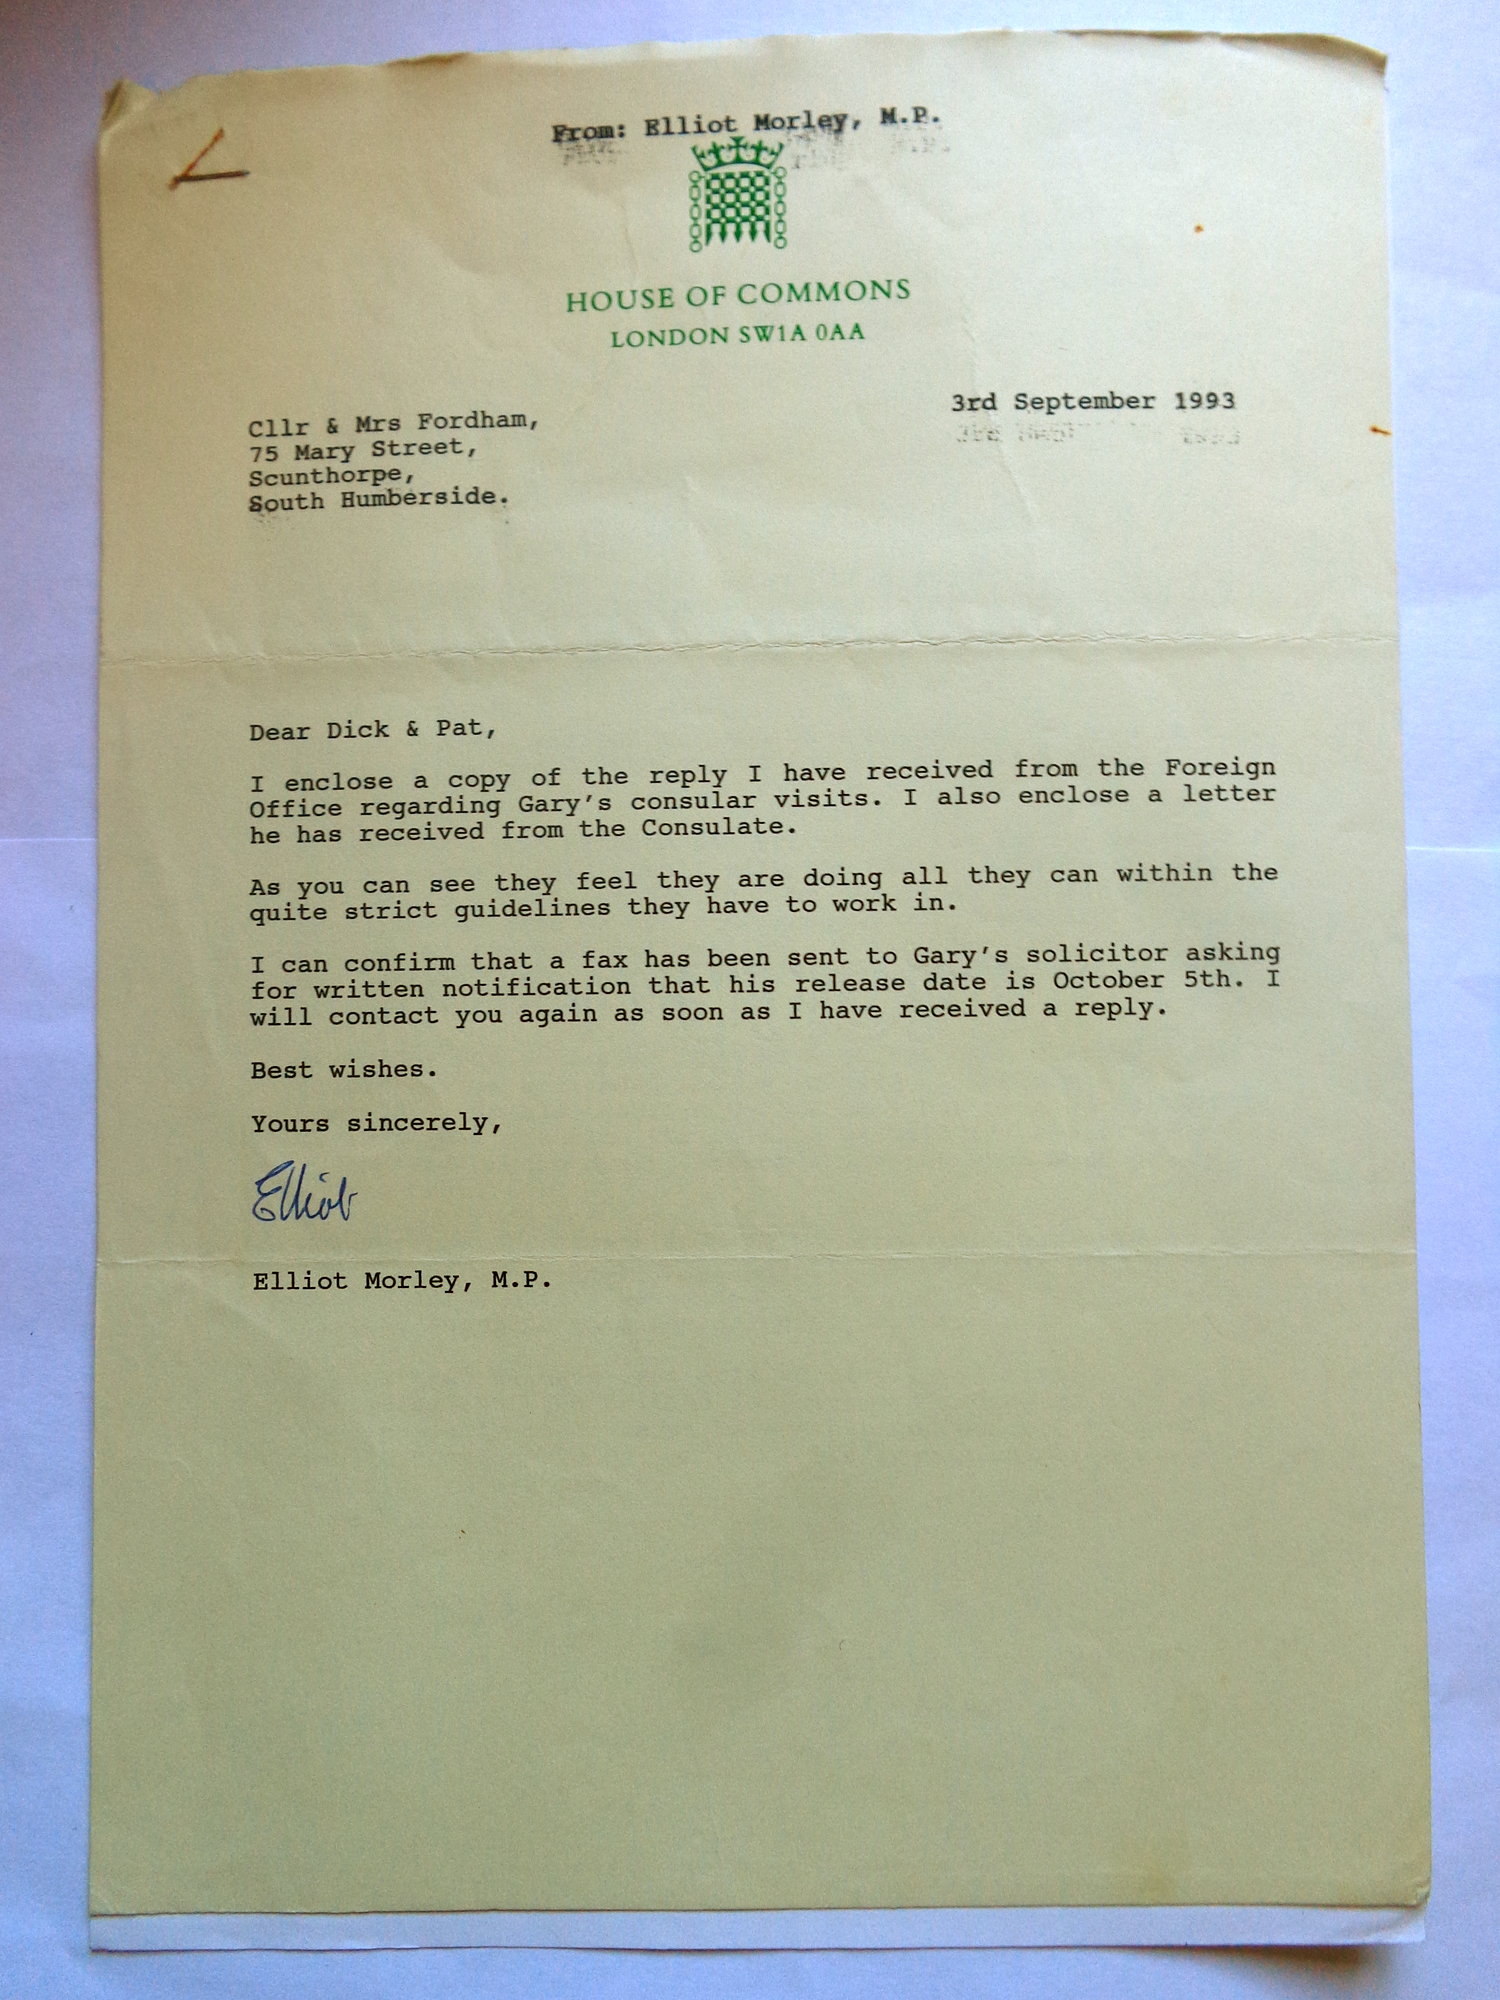 From: Elliot Morley, M.P.
HOUSE OF COMMONS
LONDON SW1A 0AA
3rd September 1993
Cllr & Mrs Fordham,
75 Mary Street,
Scunthorpe,
South Humberside.
Dear Dick & Pat,
I enclose a copy of the reply I have received from the Foreign
Office regarding Gary's consular visits. I also enclose a letter
he has received from the Consulate.
As you can see they feel they are doing all they can within the
quite strict guidelines they have to work in.
I can confirm that a fax has been sent to Gary's solicitor asking
for written notification that his release date is October 5th. I
will contact you again as soon as I have received a reply.
Best wishes.
Yours sincerely,
Elliot
Elliot Morley, M.P.